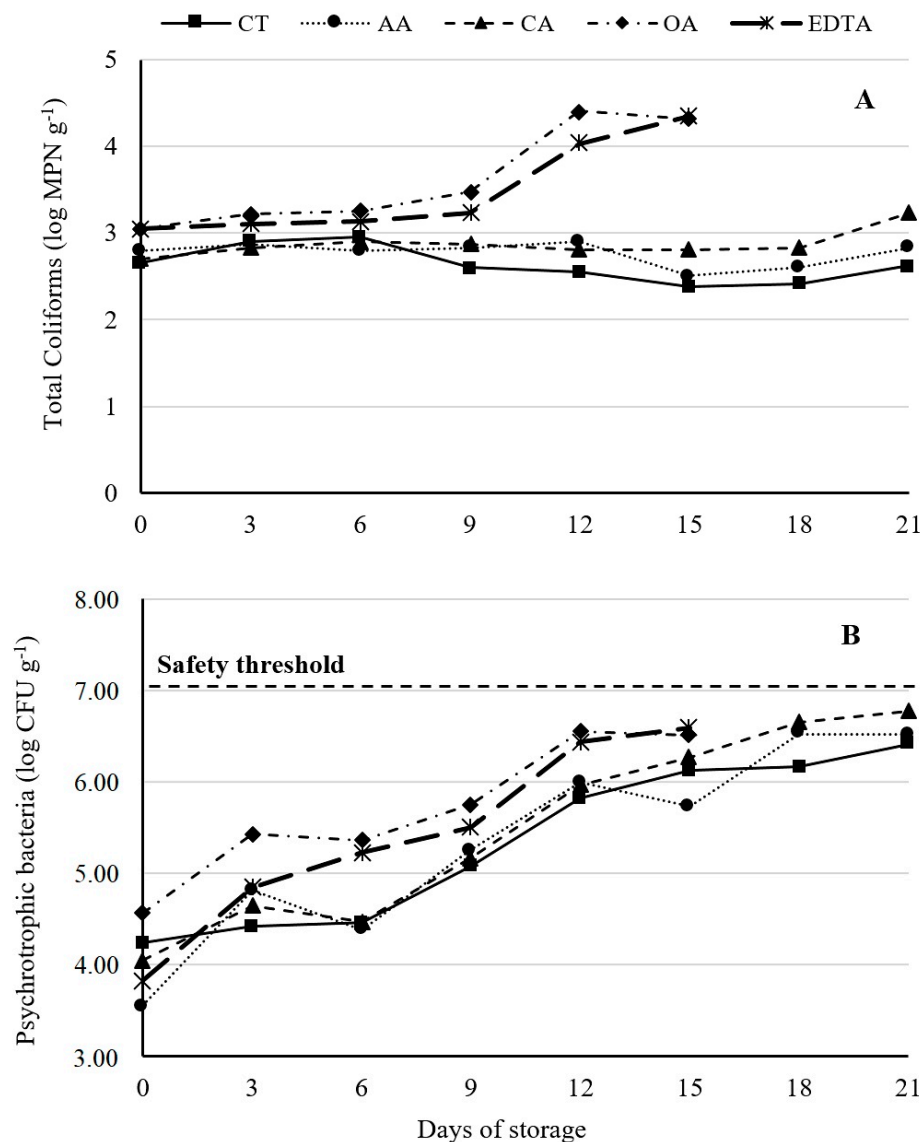 CT AA CA OA EDTA
A
Total Coliforms (log MPN g-1)
5
4
3
2
1
0
0 3 6 9 12 15 18 21
B
Psychrotrophic bacteria (log CFU g-1)
8.00
Safety threshold
7.00
6.00
5.00
4.00
3.00
0 3 6 9 12 15 18 21
Days of storage